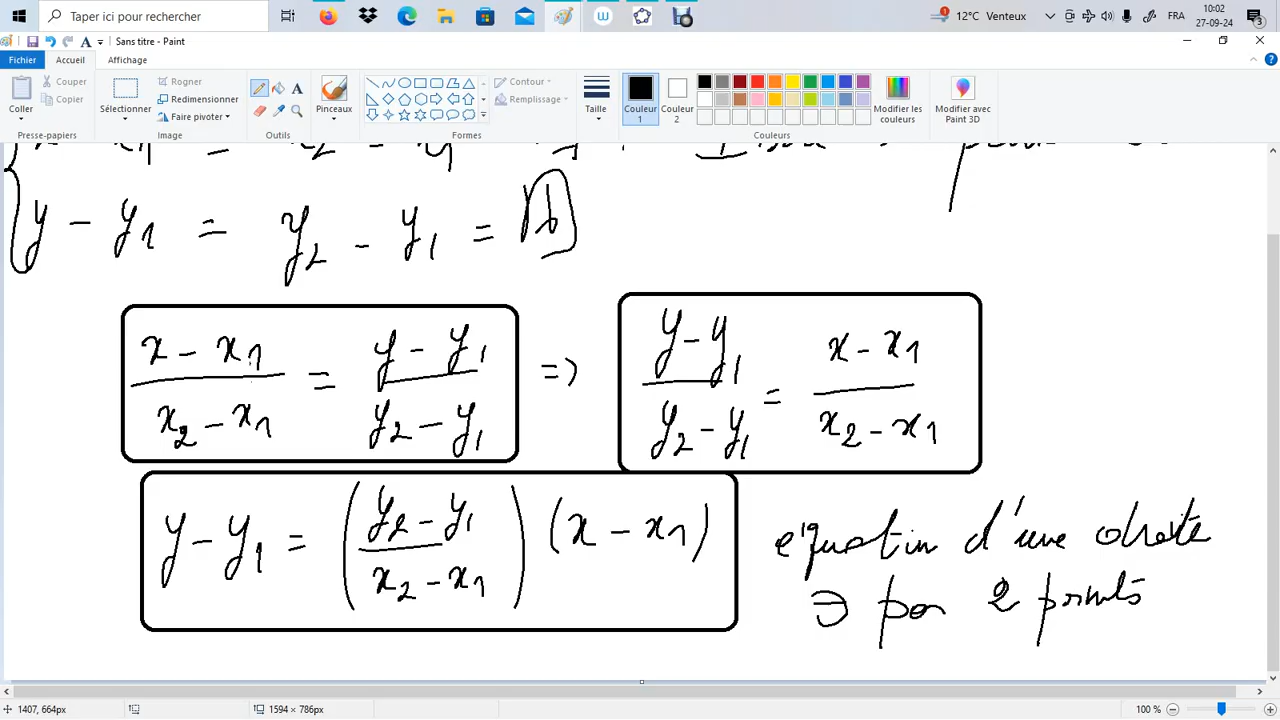 Taper ici pour rechercher
12°C Venteux
FRA
10:02
27-09-24
3
Sans titre - Paint
Fichier
Accueil
Affichage
Coller
Couper
Copier
Presse-papiers
Sélectionner
Rogner
Redimensionner
Faire pivoter
Image
Outils
Pinceaux
Formes
Contour
Remplissage
Taille
Couleur 1
Couleur 2
Couleurs
Modifier les couleurs
Modifier avec Paint 3D
y - y1 = y2 - y1 = b
(x - x1)/(x2 - x1) = (y - y1)/(y2 - y1) => (y - y1)/(y2 - y1) = (x - x1)/(x2 - x1)
y - y1 = ((y2 - y1)/(x2 - x1)) (x - x1)
équation d'une droite
par 2 points
1407, 664px
1594 × 786px
100 %